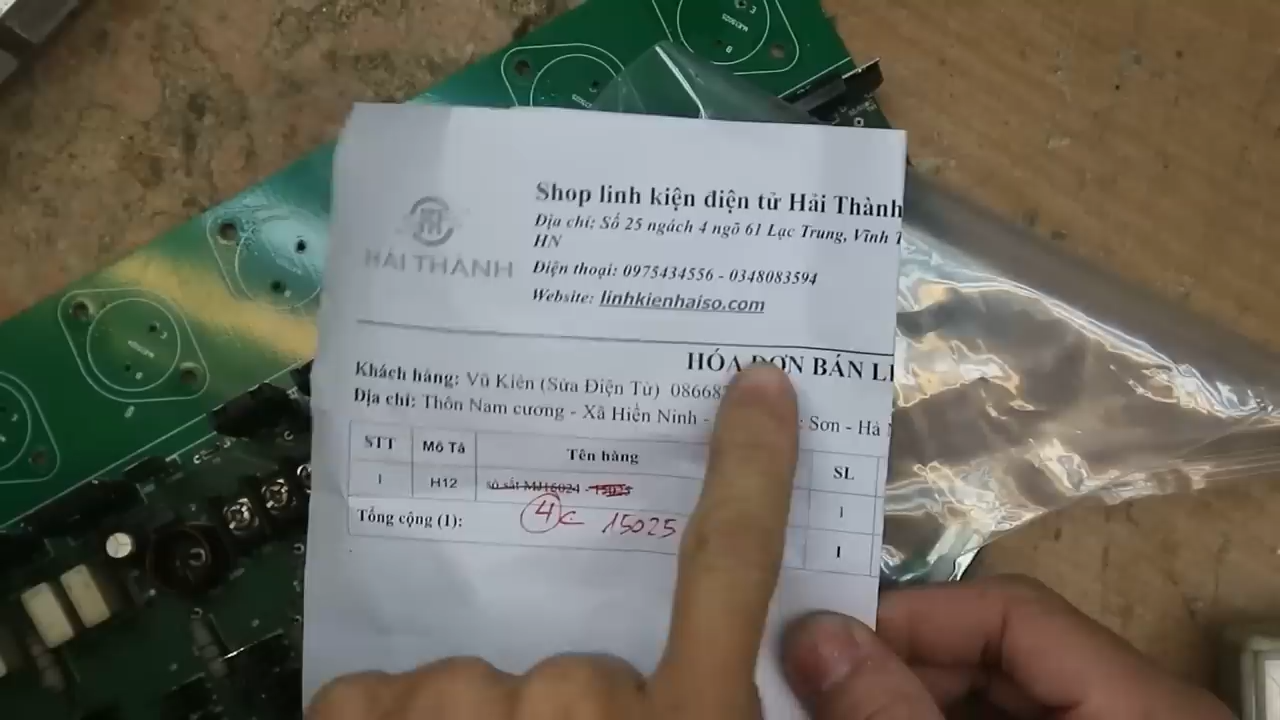 HẢI THÀNH
Shop linh kiện điện tử Hải Thành
Địa chỉ: Số 25 ngách 4 ngõ 61 Lạc Trung, Vĩnh
HN
Điện thoại: 0975434556 - 0348083594
Website: linhkienhaiso.com
HÓA ĐƠN BÁN
Khách hàng: Vũ Kiên (Sửa Điện Tử) 08668
Địa chỉ: Thôn Nam cương - Xã Hiền Ninh - Sơn - Hà
STT Mô Tả Tên hàng SL
1 H12 sò sắt MJ15024 - 15025 1
Tổng cộng (1): 4c 15025 1